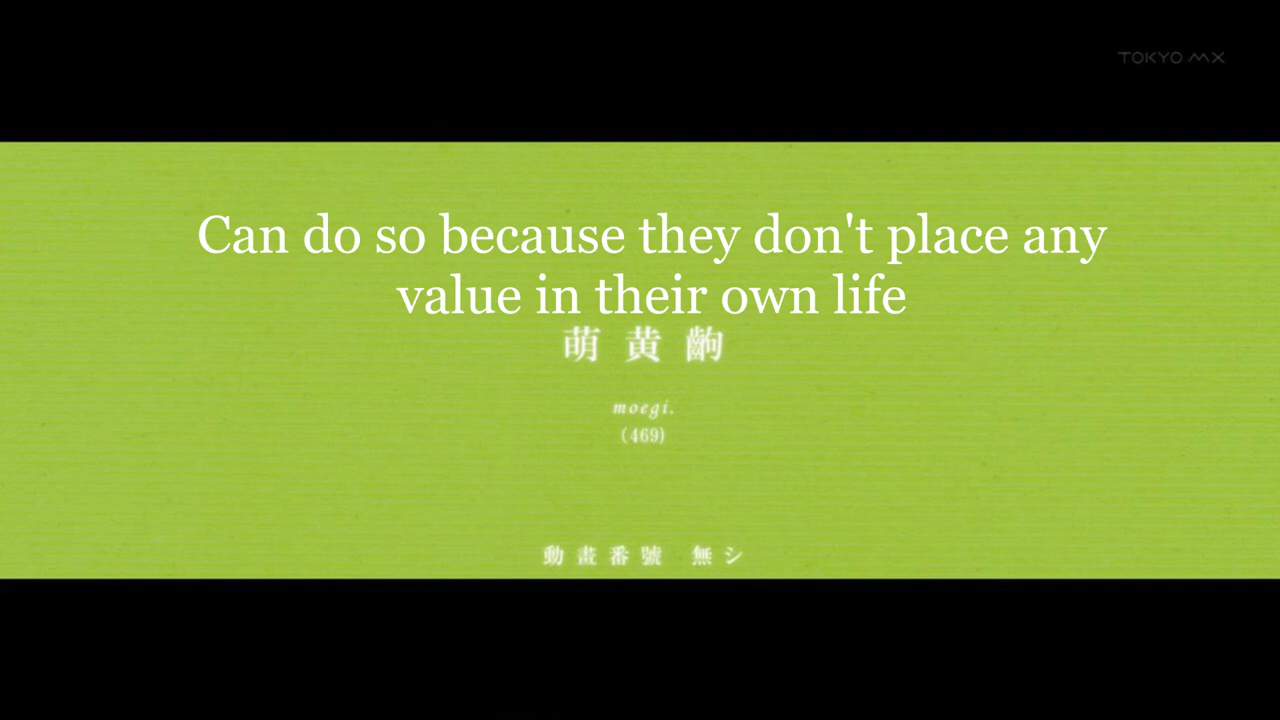 TOKYO MX
Can do so because they don't place any
value in their own life
萌黄齣
moegi.
(469)
動畫番號 無シ